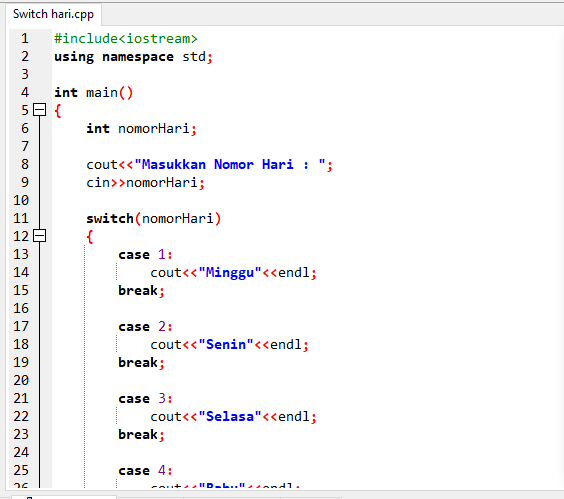 Switch hari.cpp
1 #include<iostream>
2 using namespace std;
3
4 int main()
5 {
6 int nomorHari;
7
8 cout<<"Masukkan Nomor Hari : ";
9 cin>>nomorHari;
10
11 switch(nomorHari)
12 {
13 case 1:
14 cout<<"Minggu"<<endl;
15 break;
16
17 case 2:
18 cout<<"Senin"<<endl;
19 break;
20
21 case 3:
22 cout<<"Selasa"<<endl;
23 break;
24
25 case 4:
26 cout<<"Rabu"<<endl;